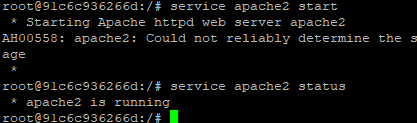 root@91c6c936266d:/# service apache2 start
* Starting Apache httpd web server apache2
AH00558: apache2: Could not reliably determine the s
age
*
root@91c6c936266d:/# service apache2 status
* apache2 is running
root@91c6c936266d:/#